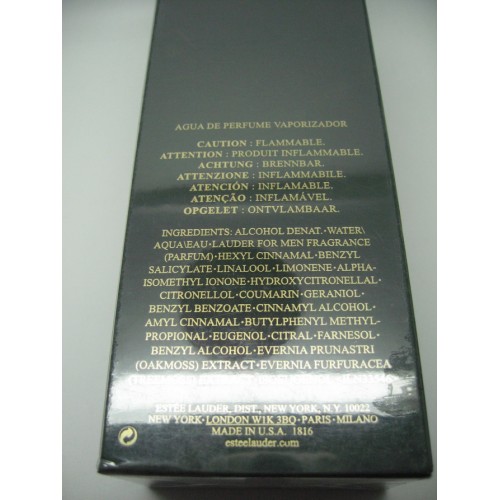 AGUA DE PERFUME VAPORIZADOR
CAUTION : FLAMMABLE.
ATTENTION : PRODUIT INFLAMMABLE.
ACHTUNG : BRENNBAR.
ATTENZIONE : INFLAMMABILE.
ATENCIÓN : INFLAMABLE.
ATENÇÃO : INFLAMÁVEL.
OPGELET : ONTVLAMBAAR.
INGREDIENTS: ALCOHOL DENAT.·WATER\
AQUA\EAU·LAUDER FOR MEN FRAGRANCE
(PARFUM)·HEXYL CINNAMAL·BENZYL
SALICYLATE·LINALOOL·LIMONENE·ALPHA-
ISOMETHYL IONONE·HYDROXYCITRONELLAL·
CITRONELLOL·COUMARIN·GERANIOL·
BENZYL BENZOATE·CINNAMYL ALCOHOL·
AMYL CINNAMAL·BUTYLPHENYL METHYL-
PROPIONAL·EUGENOL·CITRAL·FARNESOL·
BENZYL ALCOHOL·EVERNIA PRUNASTRI
(OAKMOSS) EXTRACT·EVERNIA FURFURACEA
ESTEE LAUDER, DIST., NEW YORK, N.Y. 10022
NEW YORK·LONDON W1K 3BQ·PARIS·MILANO
MADE IN U.S.A. 1816
esteelauder.com